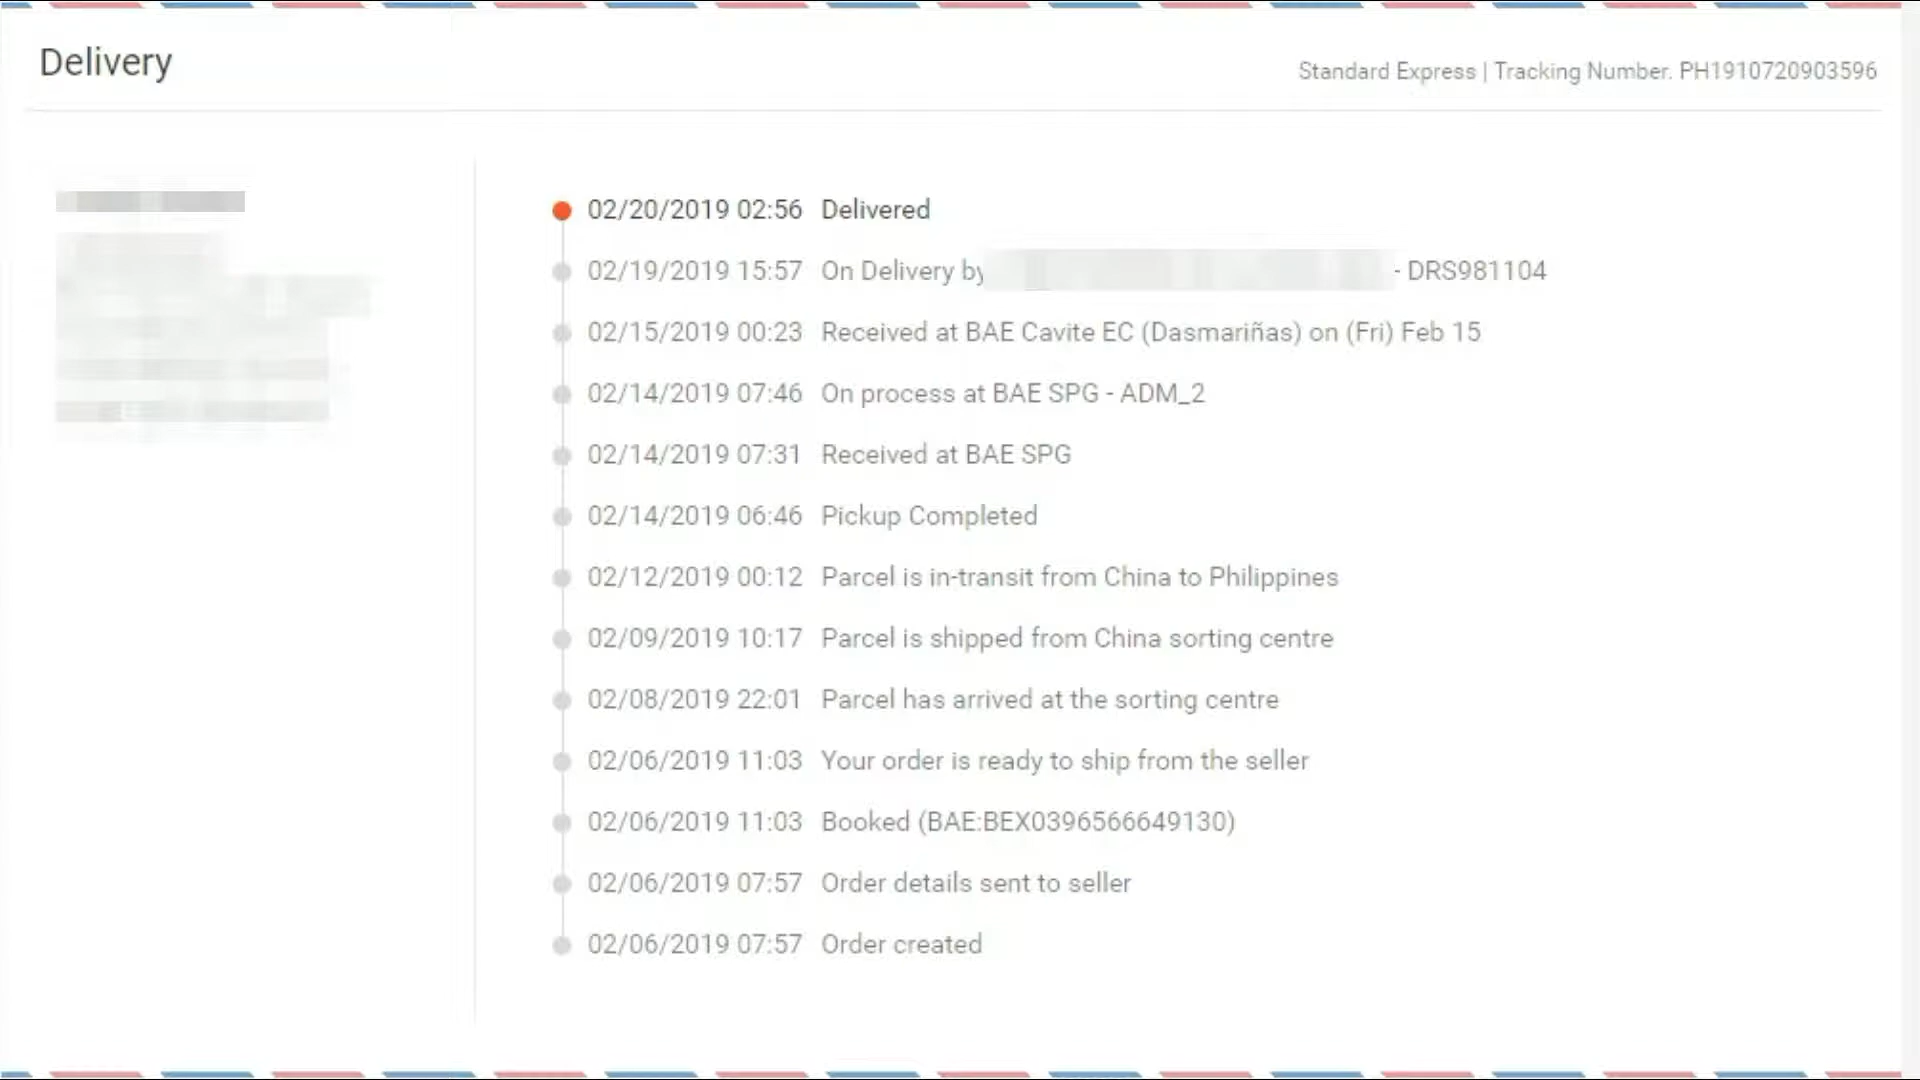 Delivery
Standard Express | Tracking Number. PH1910720903596
02/20/2019 02:56 Delivered
02/19/2019 15:57 On Delivery by - DRS981104
02/15/2019 00:23 Received at BAE Cavite EC (Dasmariñas) on (Fri) Feb 15
02/14/2019 07:46 On process at BAE SPG - ADM_2
02/14/2019 07:31 Received at BAE SPG
02/14/2019 06:46 Pickup Completed
02/12/2019 00:12 Parcel is in-transit from China to Philippines
02/09/2019 10:17 Parcel is shipped from China sorting centre
02/08/2019 22:01 Parcel has arrived at the sorting centre
02/06/2019 11:03 Your order is ready to ship from the seller
02/06/2019 11:03 Booked (BAE:BEX0396566649130)
02/06/2019 07:57 Order details sent to seller
02/06/2019 07:57 Order created